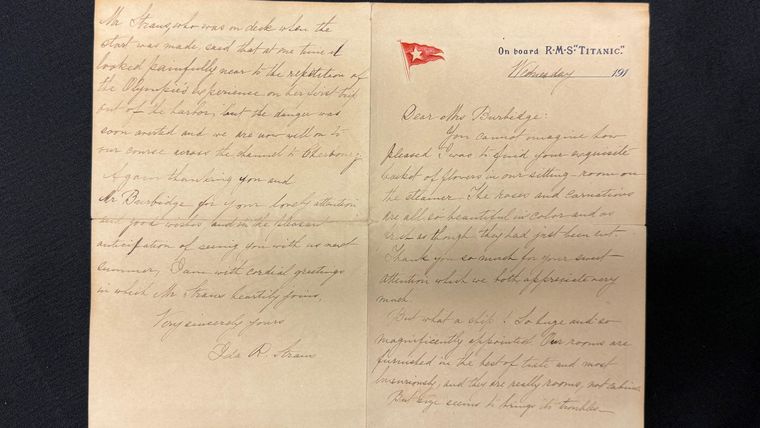 On board R·M·S·"TITANIC."
Wednesday 191
Dear Mrs Burbidge:
You cannot imagine how
pleased I was to find your exquisite
basket of flowers in our sitting-room on
the steamer. The roses and carnations
are all so beautiful in color and as
fresh as though they had just been cut.
Thank you so much for your sweet
attention which we both appreciate very
much.
But what a ship! So huge and so
magnificently appointed. Our rooms are
furnished in the best of taste and most
luxuriously, and they are really rooms, not cabins.
But size seems to bring its troubles—
Mr Straus, who was on deck when the
start was made, said that at one time it
looked painfully near to the repetition of
the Olympic's experience on her first trip
out of the harbor, but the danger was
soon averted and we are now well on to
our course across the channel to Cherbourg.
Again thanking you and
Mr Burbidge for your lovely attention
and good wishes and in the pleasant
anticipation of seeing you with us next
summer, I am with cordial greetings
in which Mr Straus heartily joins,
Very sincerely yours
Ida R. Straus